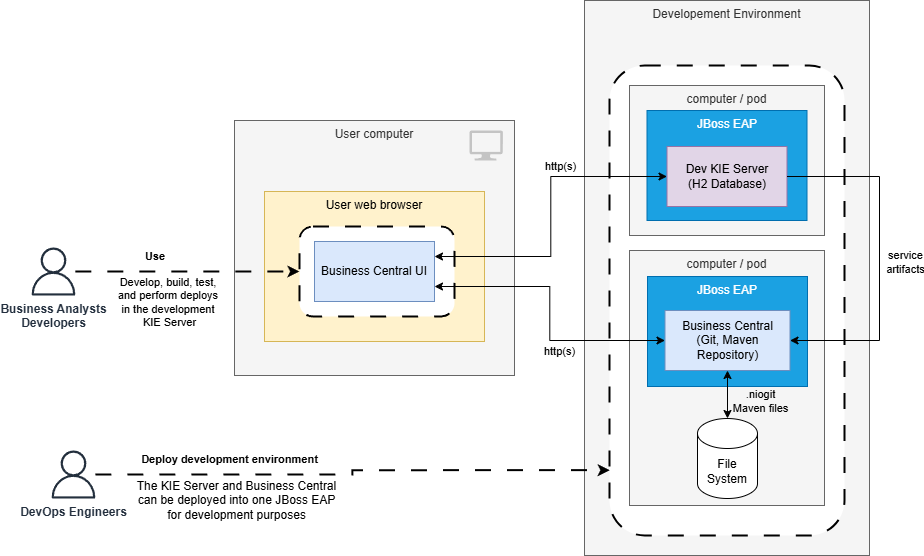 Developement Environment
computer / pod
JBoss EAP
Dev KIE Server
(H2 Database)
User computer
http(s)
User web browser
Business Central UI
Use
Develop, build, test,
and perform deploys
in the development
KIE Server
Business Analysts
Developers
service
artifacts
computer / pod
JBoss EAP
Business Central
(Git, Maven
Repository)
http(s)
.niogit
Maven files
File
System
Deploy development environment
The KIE Server and Business Central
can be deployed into one JBoss EAP
for development purposes
DevOps Engineers